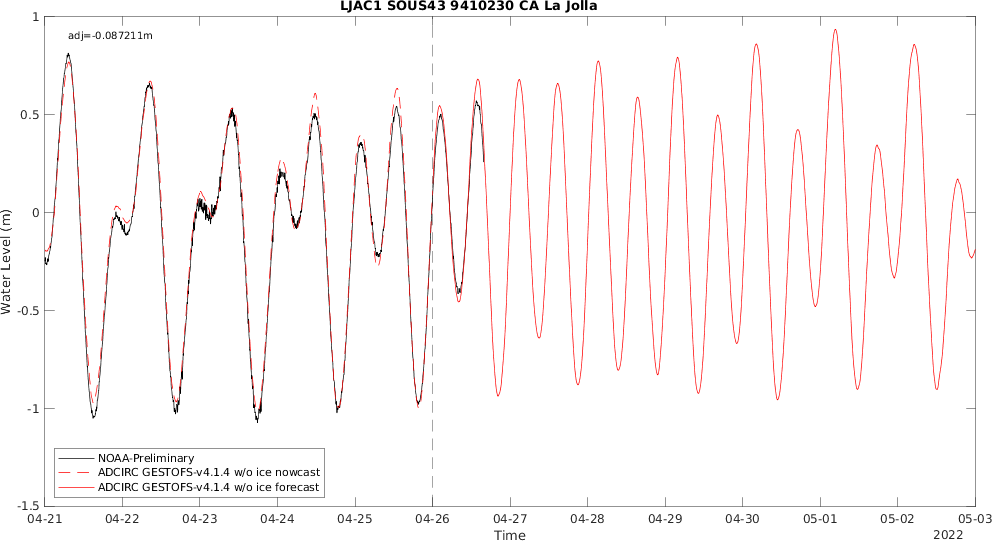 LJAC1 SOUS43 9410230 CA La Jolla
adj=-0.087211m
1
0.5
0
-0.5
-1
-1.5
Water Level (m)
NOAA-Preliminary
ADCIRC GESTOFS-v4.1.4 w/o ice nowcast
ADCIRC GESTOFS-v4.1.4 w/o ice forecast
04-21 04-22 04-23 04-24 04-25 04-26 04-27 04-28 04-29 04-30 05-01 05-02 05-03
Time
2022